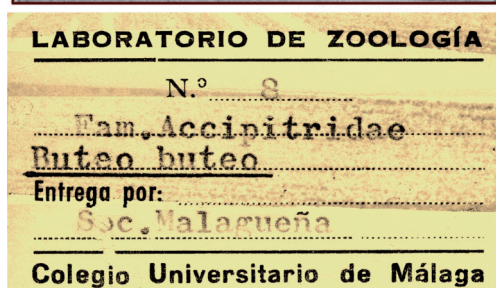 LABORATORIO DE ZOOLOGÍA
N.º 8
Fam.Accipitridae
Buteo buteo
Entrega por:
Soc.Malagueña
Colegio Universitario de Málaga